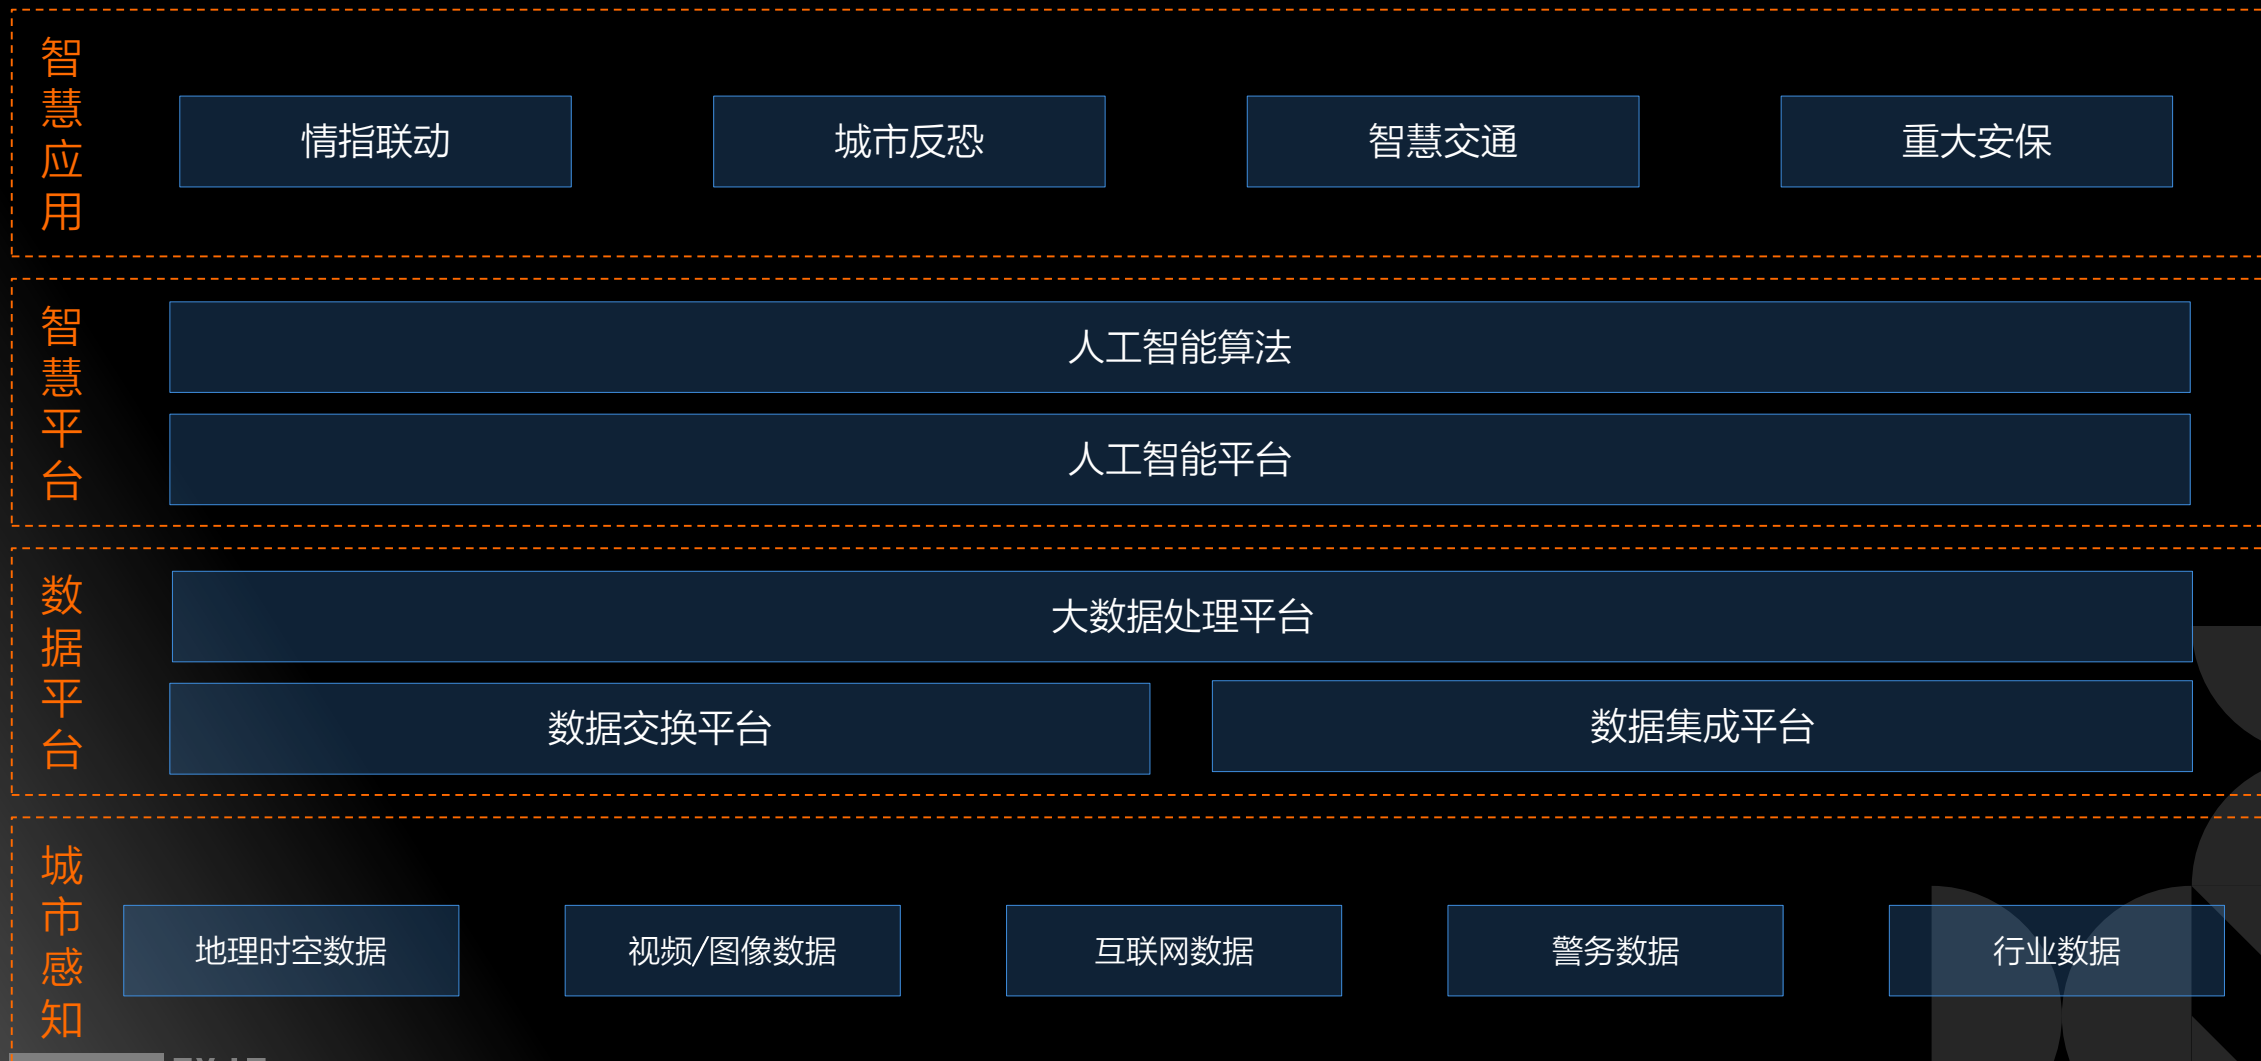 智慧应用
情指联动
城市反恐
智慧交通
重大安保
智慧平台
人工智能算法
人工智能平台
数据平台
大数据处理平台
数据交换平台
数据集成平台
城市感知
地理时空数据
视频/图像数据
互联网数据
警务数据
行业数据